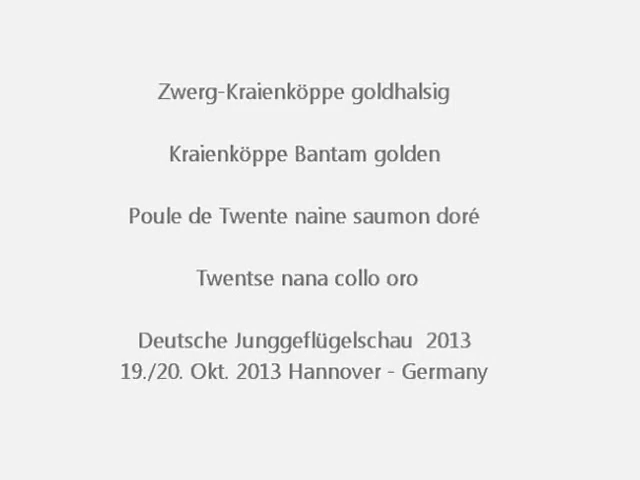 Zwerg-Kraienköppe goldhalsig
Kraienköppe Bantam golden
Poule de Twente naine saumon doré
Twentse nana collo oro
Deutsche Junggeflügelschau 2013
19./20. Okt. 2013 Hannover - Germany